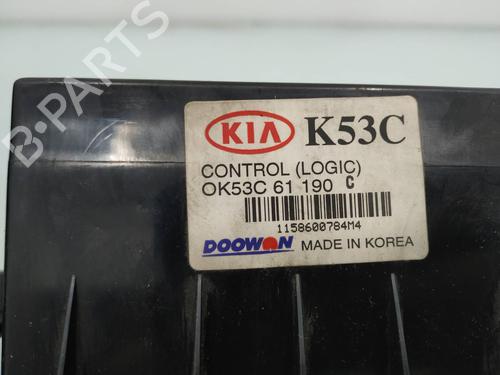 KIA K53C
CONTROL (LOGIC)
OK53C 61 190 C
1158600784M4
DOOWON MADE IN KOREA
B-PARTS